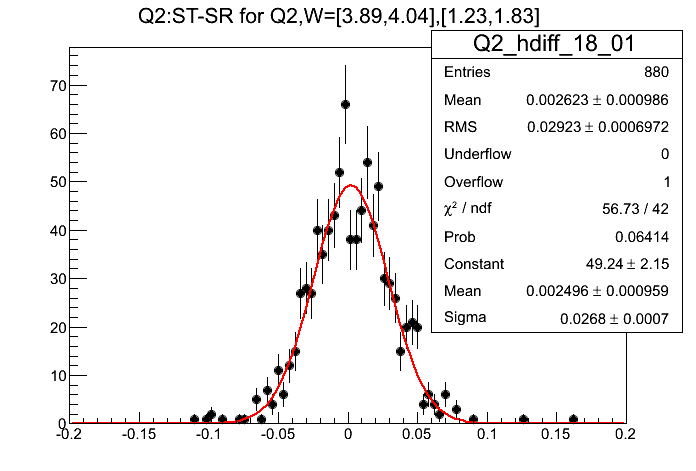 Q2:ST-SR for Q2,W=[3.89,4.04],[1.23,1.83]
Q2_hdiff_18_01
Entries 880
Mean 0.002623 ± 0.000986
RMS 0.02923 ± 0.0006972
Underflow 0
Overflow 1
χ² / ndf 56.73 / 42
Prob 0.06414
Constant 49.24 ± 2.15
Mean 0.002496 ± 0.000959
Sigma 0.0268 ± 0.0007
70
60
50
40
30
20
10
0
-0.2 -0.15 -0.1 -0.05 0 0.05 0.1 0.15 0.2